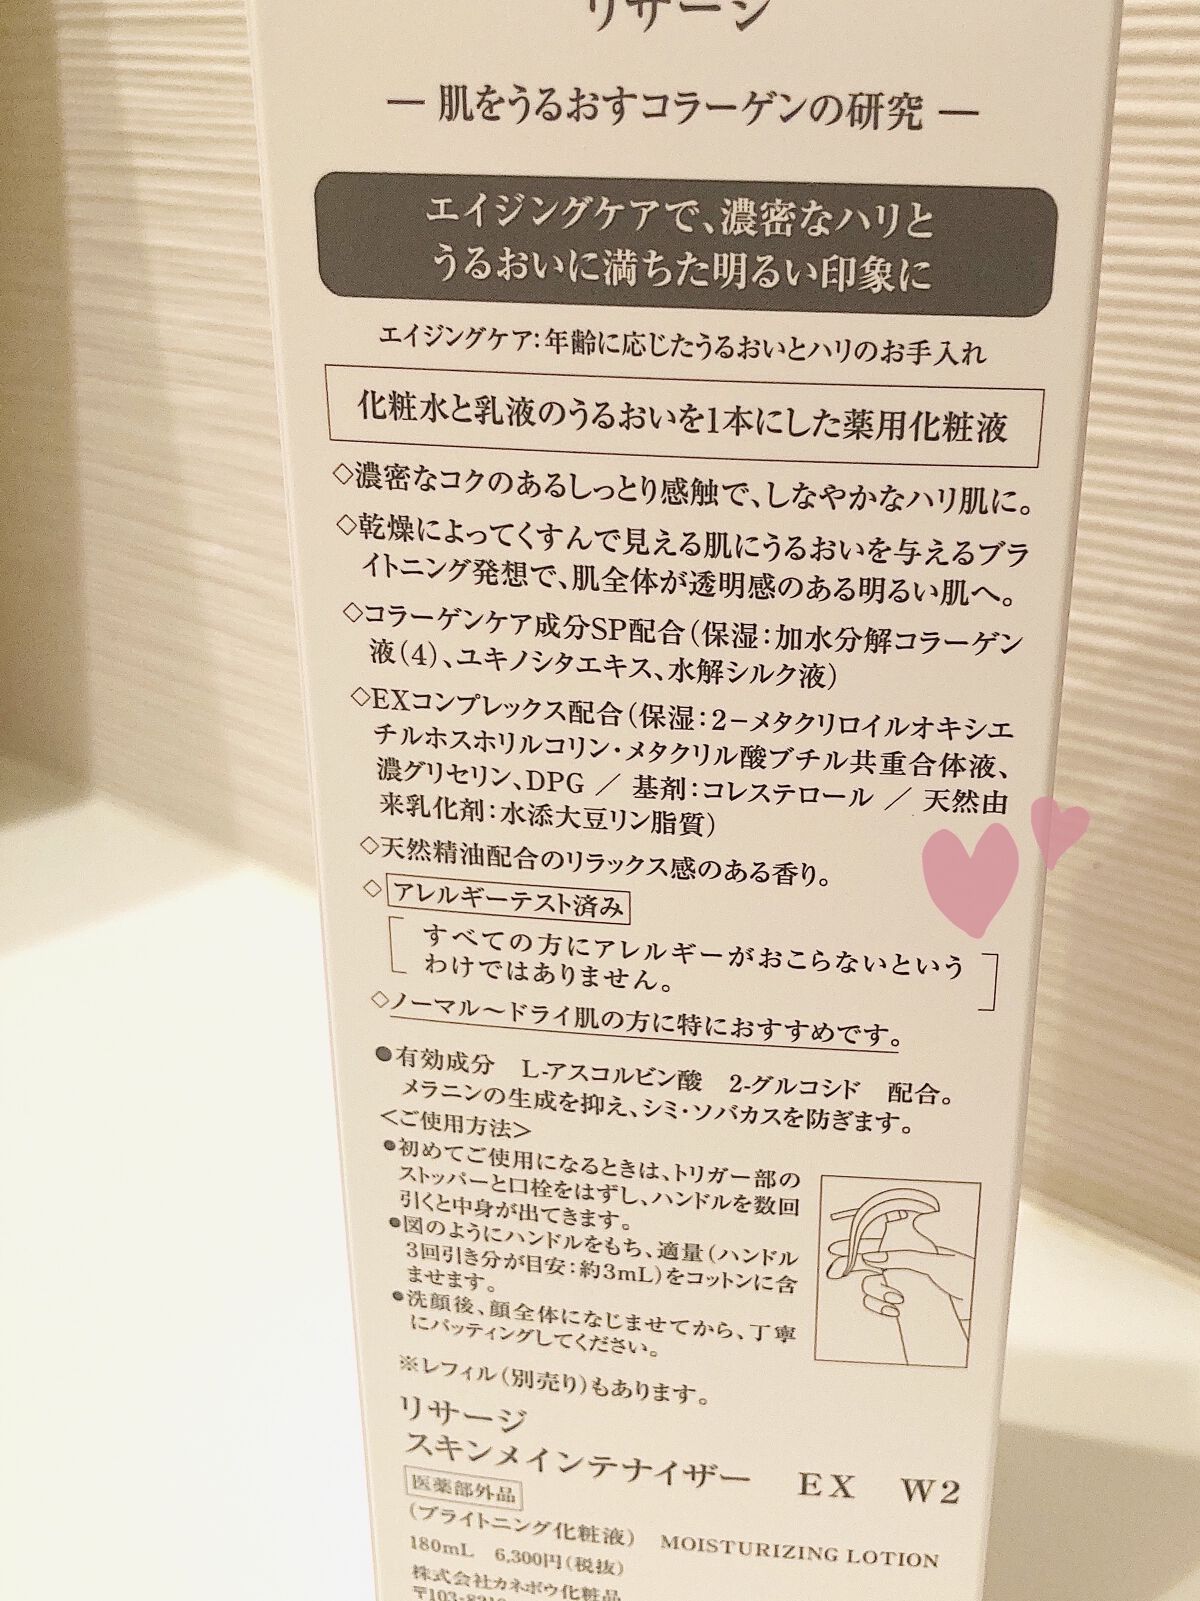 リサージ
― 肌をうるおすコラーゲンの研究 ―
エイジングケアで、濃密なハリと
うるおいに満ちた明るい印象に
エイジングケア:年齢に応じたうるおいとハリのお手入れ
化粧水と乳液のうるおいを1本にした薬用化粧液
◇濃密なコクのあるしっとり感触で、しなやかなハリ肌に。
◇乾燥によってくすんで見える肌にうるおいを与えるブラ
イトニング発想で、肌全体が透明感のある明るい肌へ。
◇コラーゲンケア成分SP配合(保湿:加水分解コラーゲン
液(4)、ユキノシタエキス、水解シルク液)
◇EXコンプレックス配合(保湿:2−メタクリロイルオキシエ
チルホスホリルコリン・メタクリル酸ブチル共重合体液、
濃グリセリン、DPG ／ 基剤:コレステロール ／ 天然由
来乳化剤:水添大豆リン脂質)
◇天然精油配合のリラックス感のある香り。
◇アレルギーテスト済み
すべての方にアレルギーがおこらないという
わけではありません。
◇ノーマル〜ドライ肌の方に特におすすめです。
●有効成分 L-アスコルビン酸 2-グルコシド 配合。
メラニンの生成を抑え、シミ・ソバカスを防ぎます。
<ご使用方法>
●初めてご使用になるときは、トリガー部の
ストッパーと口栓をはずし、ハンドルを数回
引くと中身が出てきます。
●図のようにハンドルをもち、適量(ハンドル
3回引き分が目安:約3mL)をコットンに含
ませます。
●洗顔後、顔全体になじませてから、丁寧
にパッティングしてください。
※レフィル(別売り)もあります。
リサージ
スキンメインテナイザー EX W2
医薬部外品
(ブライトニング化粧液) MOISTURIZING LOTION
180mL 6,300円(税抜)
株式会社カネボウ化粧品
〒103-8210